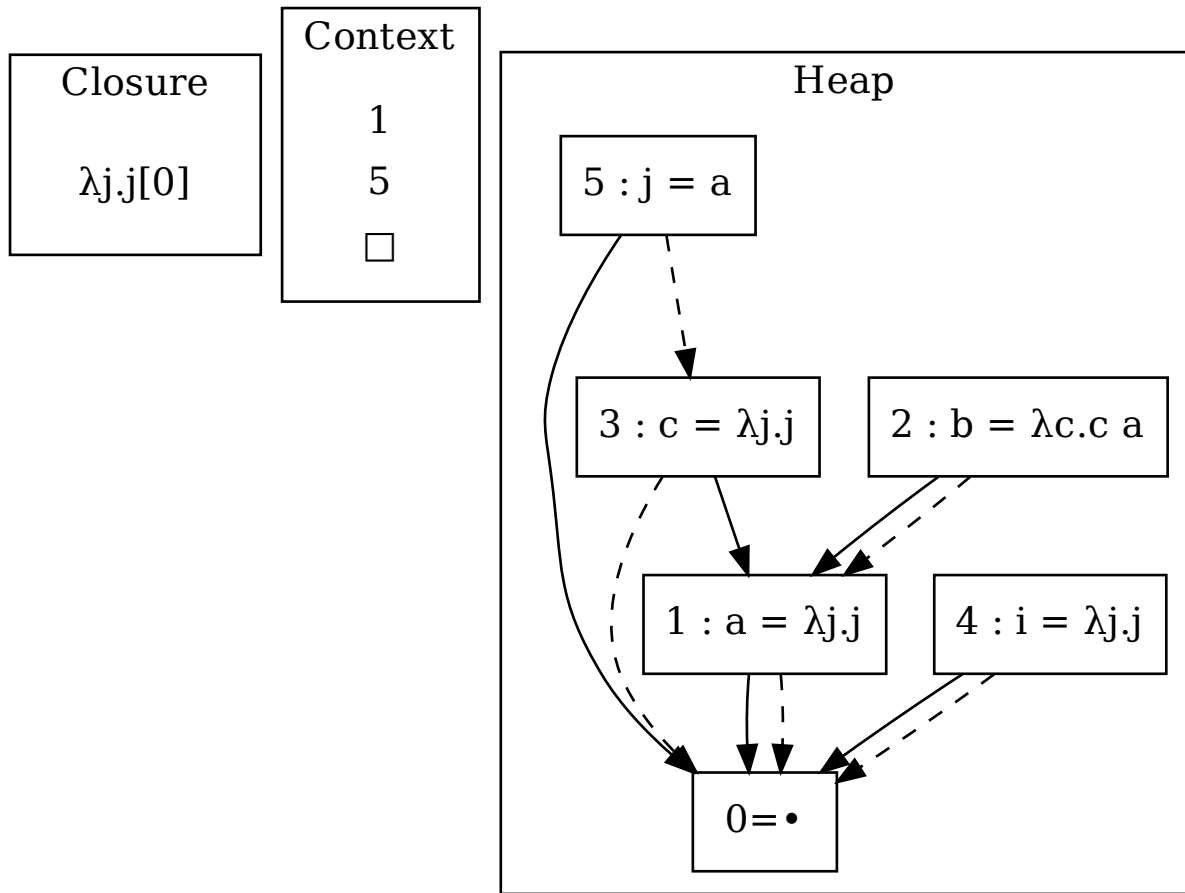 Closure
λj.j[0]
Context
1
5
□
Heap
5 : j = a
3 : c = λj.j
2 : b = λc.c a
1 : a = λj.j
4 : i = λj.j
0=•